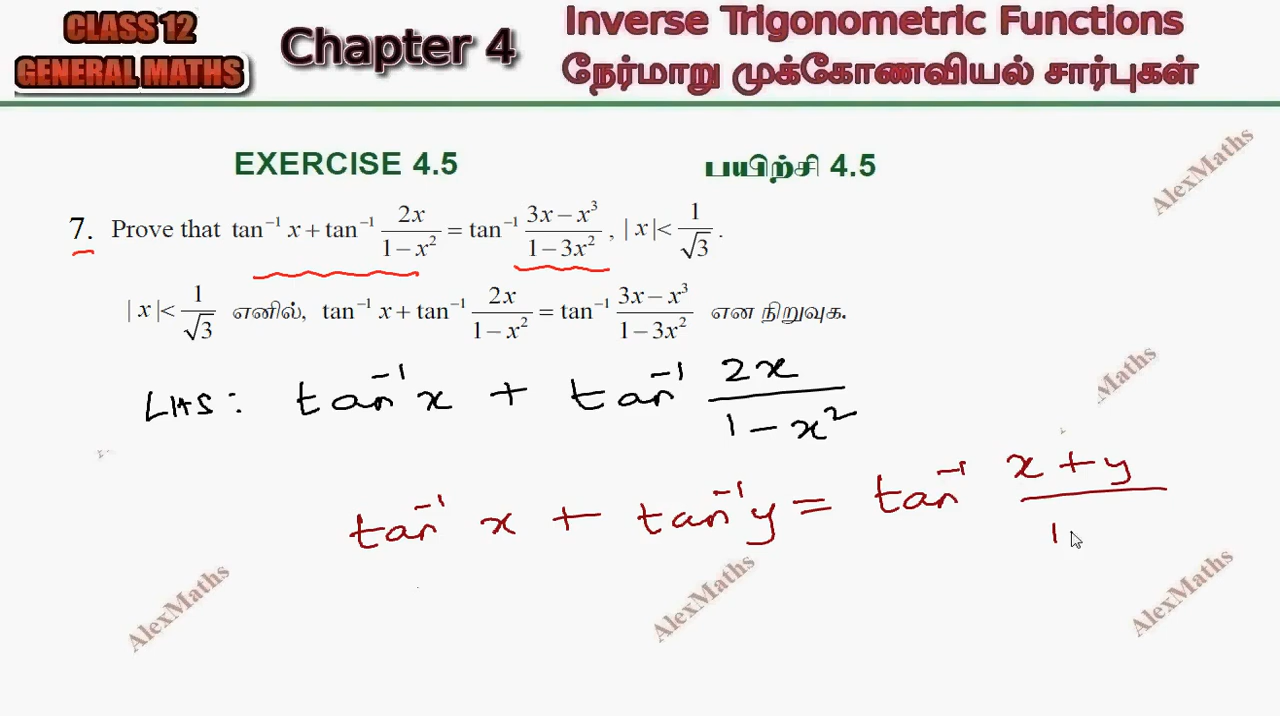 CLASS 12
GENERAL MATHS
Chapter 4
Inverse Trigonometric Functions
நேர்மாறு முக்கோணவியல் சார்புகள்
EXERCISE 4.5
பயிற்சி 4.5
AlexMaths
7. Prove that tan⁻¹ x + tan⁻¹ 2x/(1 − x²) = tan⁻¹ (3x − x³)/(1 − 3x²), |x| < 1/√3.
|x| < 1/√3 எனில், tan⁻¹ x + tan⁻¹ 2x/(1 − x²) = tan⁻¹ (3x − x³)/(1 − 3x²) என நிறுவுக.
LHS: tan⁻¹ x + tan⁻¹ 2x/(1 − x²)
Maths
tan⁻¹ x + tan⁻¹ y = tan⁻¹ (x + y)/1
AlexMaths
AlexMaths
AlexMaths